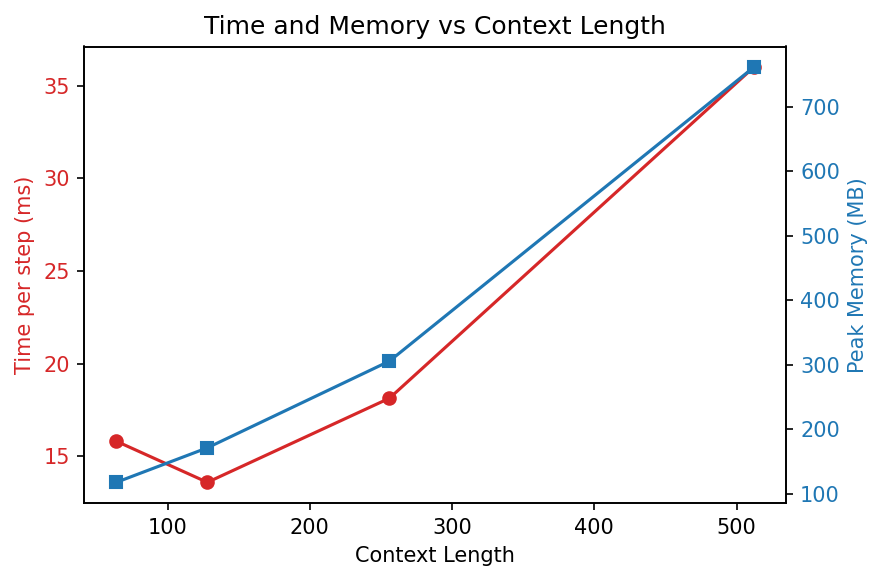 Time and Memory vs Context Length
Time per step (ms)
35
30
25
20
15
700
600
500
400
300
200
100
Peak Memory (MB)
100 200 300 400 500
Context Length